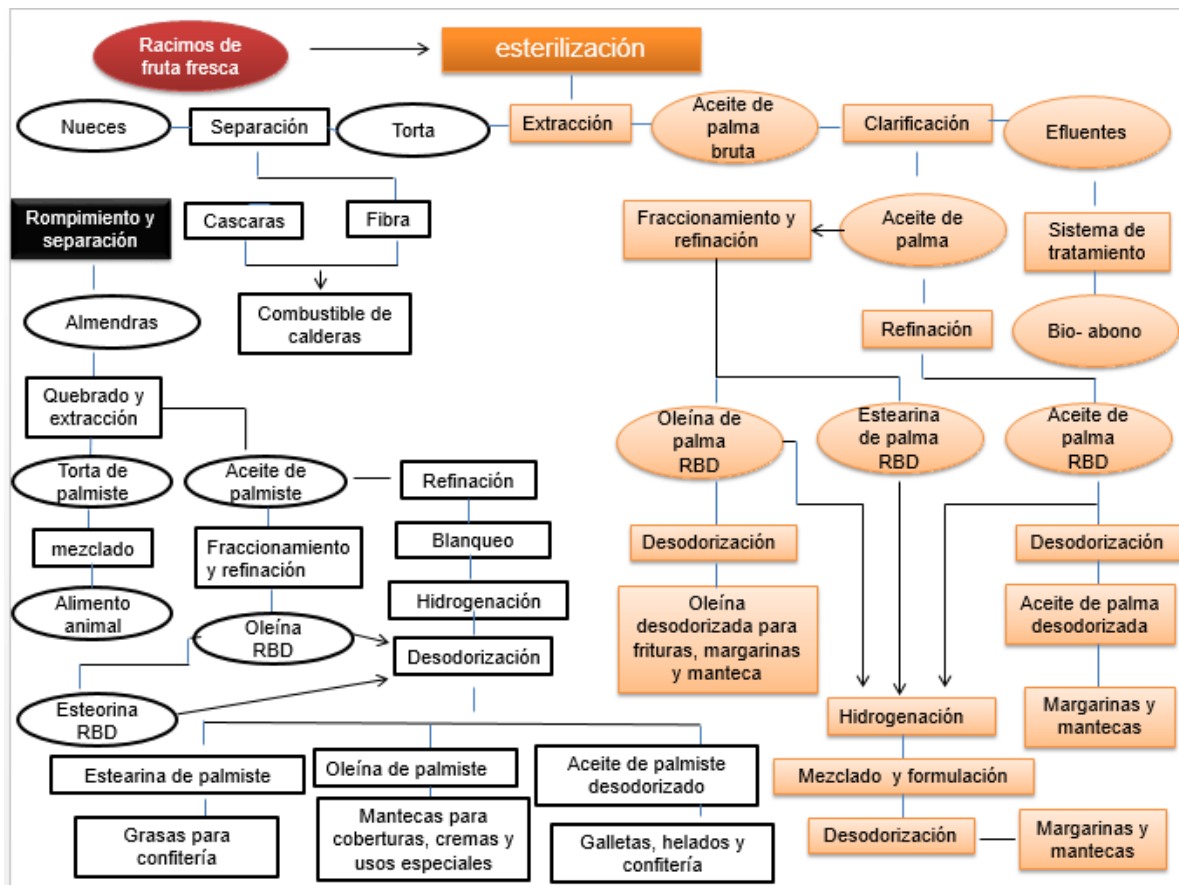 Racimos de
fruta fresca
esterilización
Nueces
Separación
Torta
Extracción
Aceite de
palma
bruta
Clarificación
Efluentes
Rompimiento y
separación
Cascaras
Fibra
Fraccionamiento y
refinación
Aceite de
palma
Sistema de
tratamiento
Almendras
Combustible de
calderas
Refinación
Bio- abono
Quebrado y
extracción
Oleína de
palma
RBD
Estearina
de palma
RBD
Aceite de
palma
RBD
Torta de
palmiste
Aceite de
palmiste
Refinación
mezclado
Fraccionamiento
y refinación
Blanqueo
Desodorización
Desodorización
Alimento
animal
Oleína
RBD
Hidrogenación
Oleína
desodorizada para
frituras, margarinas
y manteca
Aceite de palma
desodorizada
Desodorización
Esteorina
RBD
Hidrogenación
Margarinas y
mantecas
Estearina de palmiste
Oleína de palmiste
Aceite de palmiste
desodorizado
Mezclado y formulación
Grasas para
confitería
Mantecas para
coberturas, cremas y
usos especiales
Galletas, helados y
confitería
Desodorización
Margarinas y
mantecas